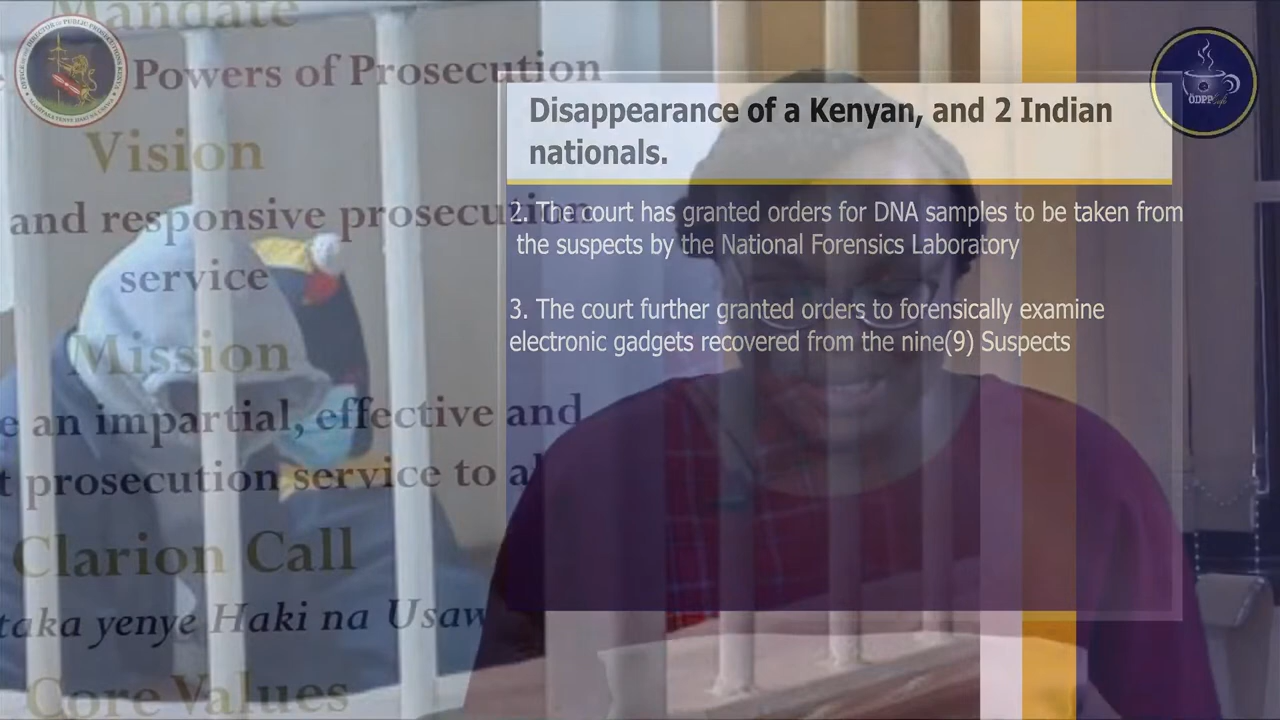 Mandate
Powers of Prosecution
Vision
and responsive prosecution
service
Mission
an impartial, effective and
prosecution service to
Clarion Call
yenye Haki na
Core Values
Disappearance of a Kenyan, and 2 Indian
nationals.
2. The court has granted orders for DNA samples to be taken from
the suspects by the National Forensics Laboratory
3. The court further granted orders to forensically examine
electronic gadgets recovered from the nine(9) Suspects
ODPP